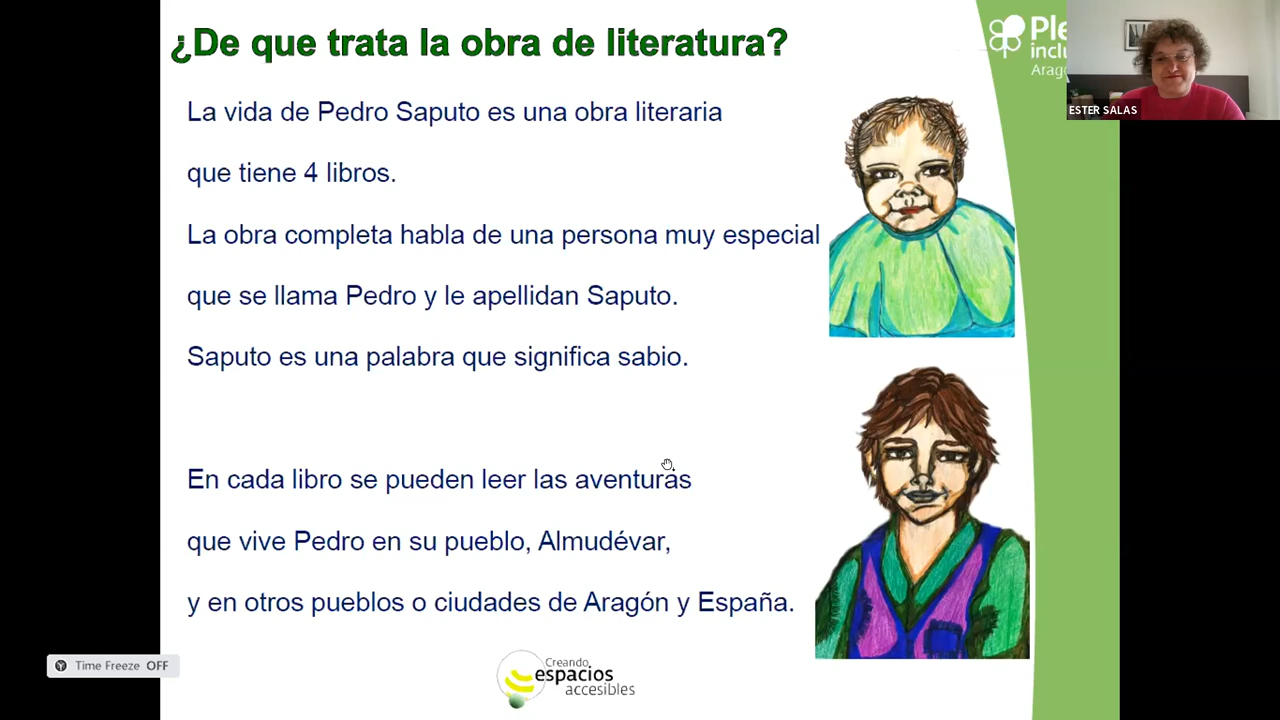 ¿De que trata la obra de literatura?
La vida de Pedro Saputo es una obra literaria
que tiene 4 libros.
La obra completa habla de una persona muy especial
que se llama Pedro y le apellidan Saputo.
Saputo es una palabra que significa sabio.
En cada libro se pueden leer las aventuras
que vive Pedro en su pueblo, Almudévar,
y en otros pueblos o ciudades de Aragón y España.
ESTER SALAS
Time Freeze OFF
Creando
espacios
accesibles